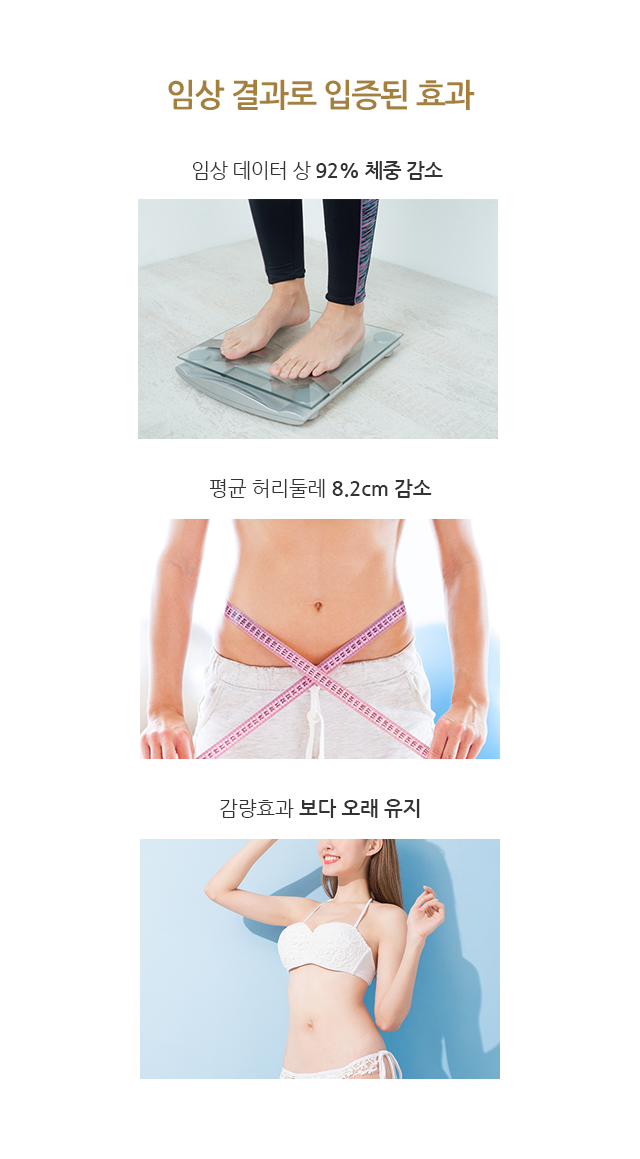 임상 결과로 입증된 효과
임상 데이터 상 92% 체중 감소
평균 허리둘레 8.2cm 감소
감량효과 보다 오래 유지